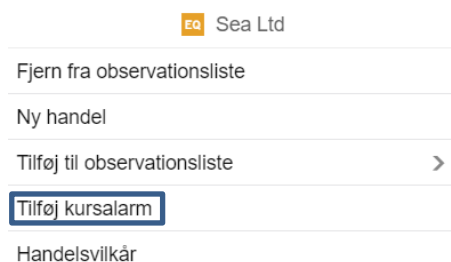 EQ Sea Ltd
Fjern fra observationsliste
Ny handel
Tilføj til observationsliste
Tilføj kursalarm
Handelsvilkår